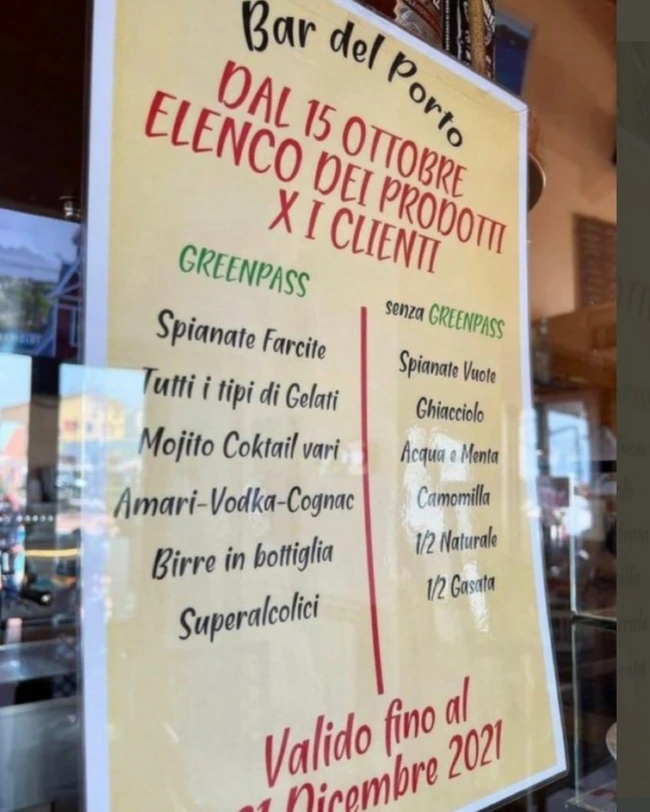 Bar del Porto
DAL 15 OTTOBRE
ELENCO DEI PRODOTTI
X I CLIENTI
GREENPASS
Spianate Farcite
Tutti i tipi di Gelati
Mojito Coktail vari
Amari-Vodka-Cognac
Birre in bottiglia
Superalcolici
senza GREENPASS
Spianate Vuote
Ghiacciolo
Acqua e Menta
Camomilla
1/2 Naturale
1/2 Gasata
Valido fino al
Dicembre 2021